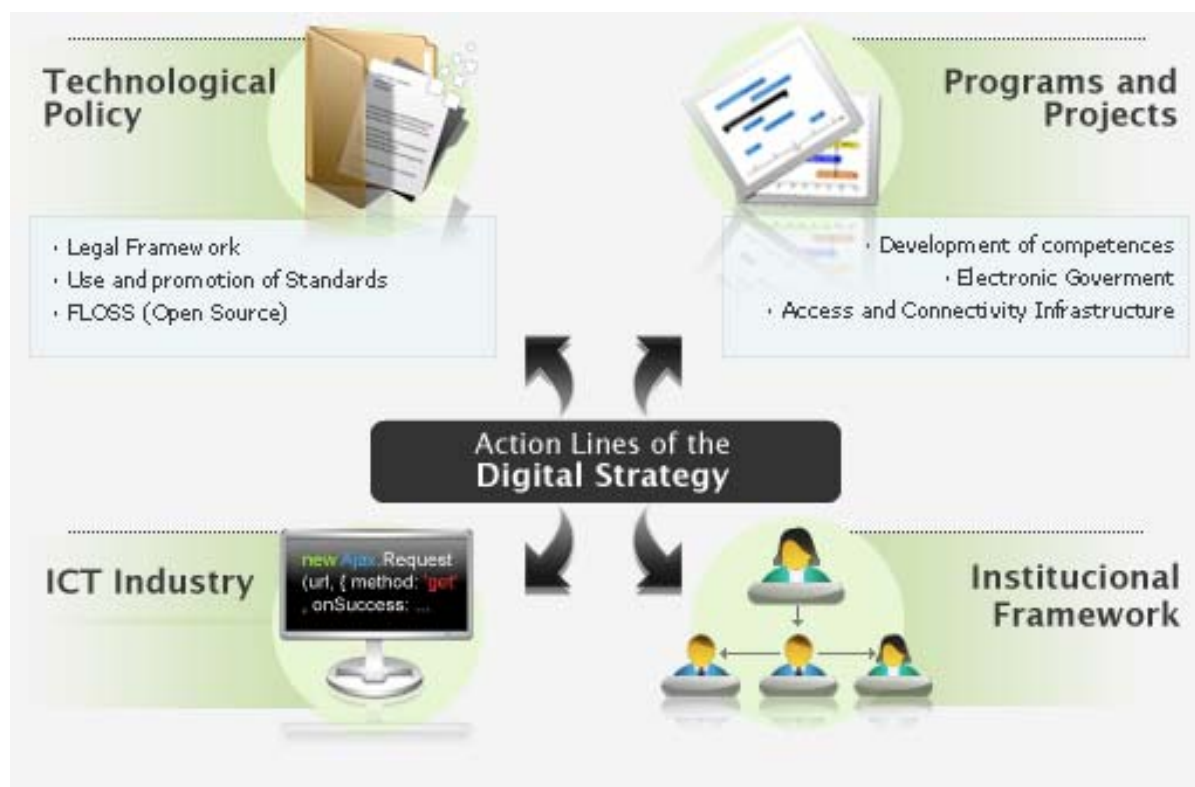 Technological
Policy
· Legal Framework
· Use and promotion of Standards
· FLOSS (Open Source)
Programs and
Projects
· Development of competences
· Electronic Goverment
· Access and Connectivity Infrastructure
Action Lines of the
Digital Strategy
ICT Industry
new Ajax.Request
(url, { method: 'get'
, onSuccess: ...
Institucional
Framework